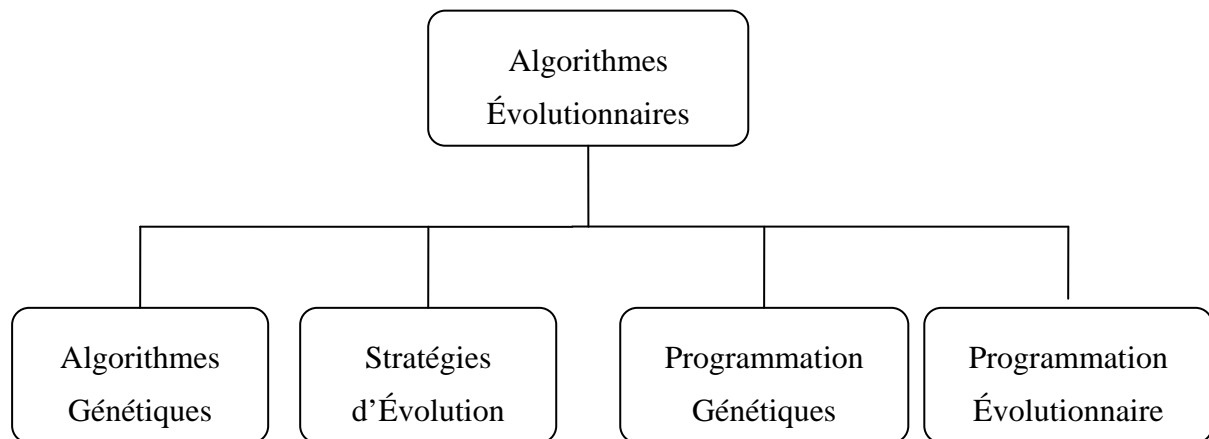 Algorithmes
Évolutionnaires
Algorithmes
Génétiques
Stratégies
d’Évolution
Programmation
Génétiques
Programmation
Évolutionnaire